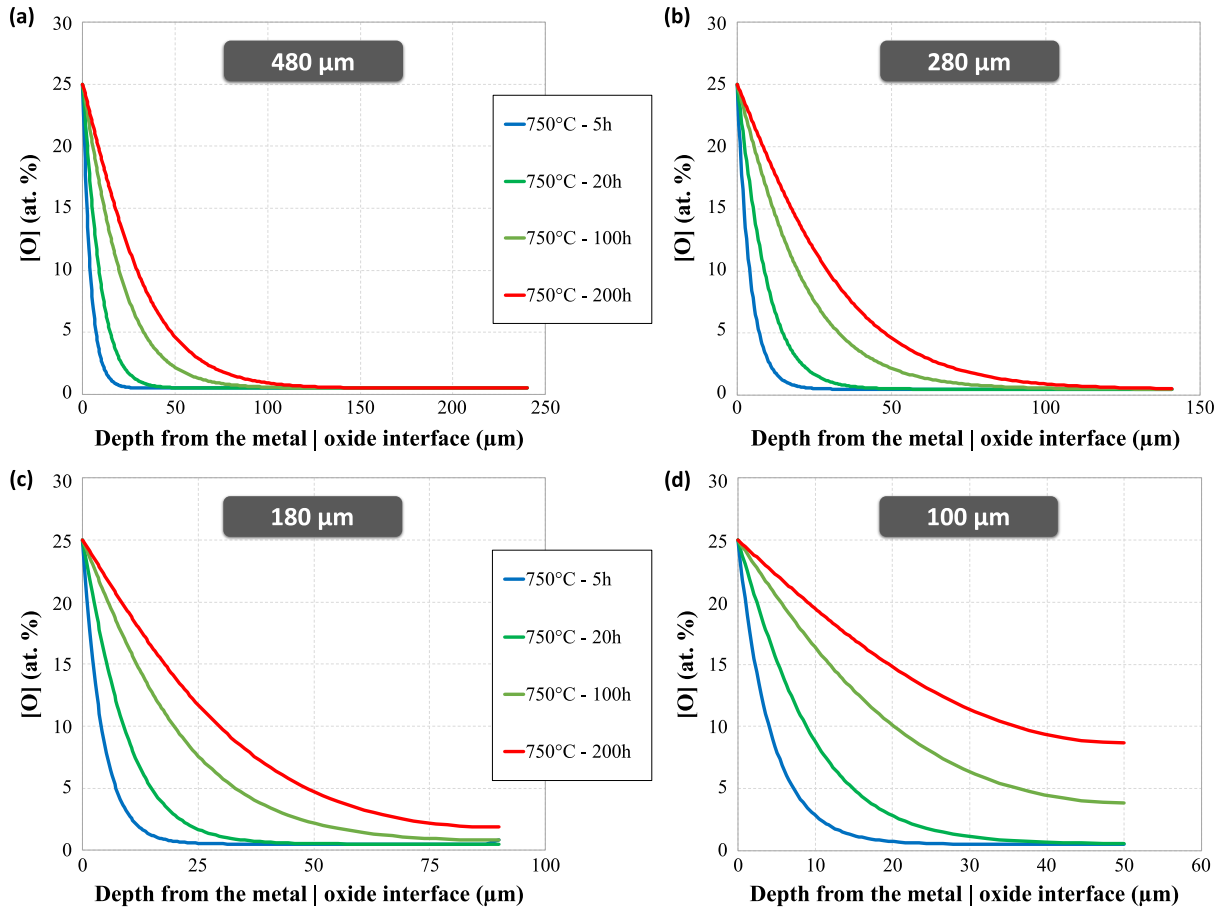 (a)
480 µm
30
25
20
15
10
5
0
[O] (at. %)
0 50 100 150 200 250
Depth from the metal | oxide interface (µm)
750°C - 5h
750°C - 20h
750°C - 100h
750°C - 200h
(b)
280 µm
30
25
20
15
10
5
0
[O] (at. %)
0 50 100 150
Depth from the metal | oxide interface (µm)
(c)
180 µm
30
25
20
15
10
5
0
[O] (at. %)
0 25 50 75 100
Depth from the metal | oxide interface (µm)
750°C - 5h
750°C - 20h
750°C - 100h
750°C - 200h
(d)
100 µm
30
25
20
15
10
5
0
[O] (at. %)
0 10 20 30 40 50 60
Depth from the metal | oxide interface (µm)